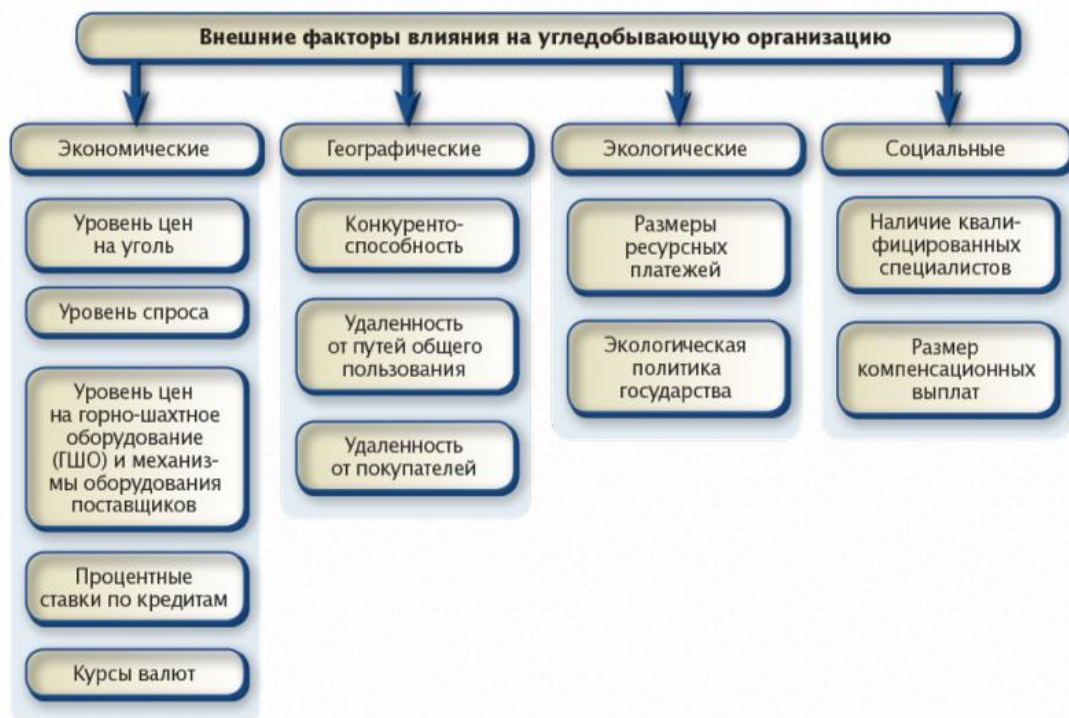 Внешние факторы влияния на угледобывающую организацию
Экономические
Уровень цен
на уголь
Уровень спроса
Уровень цен
на горно-шахтное
оборудование
(ГШО) и механиз-
мы оборудования
поставщиков
Процентные
ставки по кредитам
Курсы валют
Географические
Конкуренто-
способность
Удаленность
от путей общего
пользования
Удаленность
от покупателей
Экологические
Размеры
ресурсных
платежей
Экологическая
политика
государства
Социальные
Наличие квали-
фицированных
специалистов
Размер
компенсационных
выплат